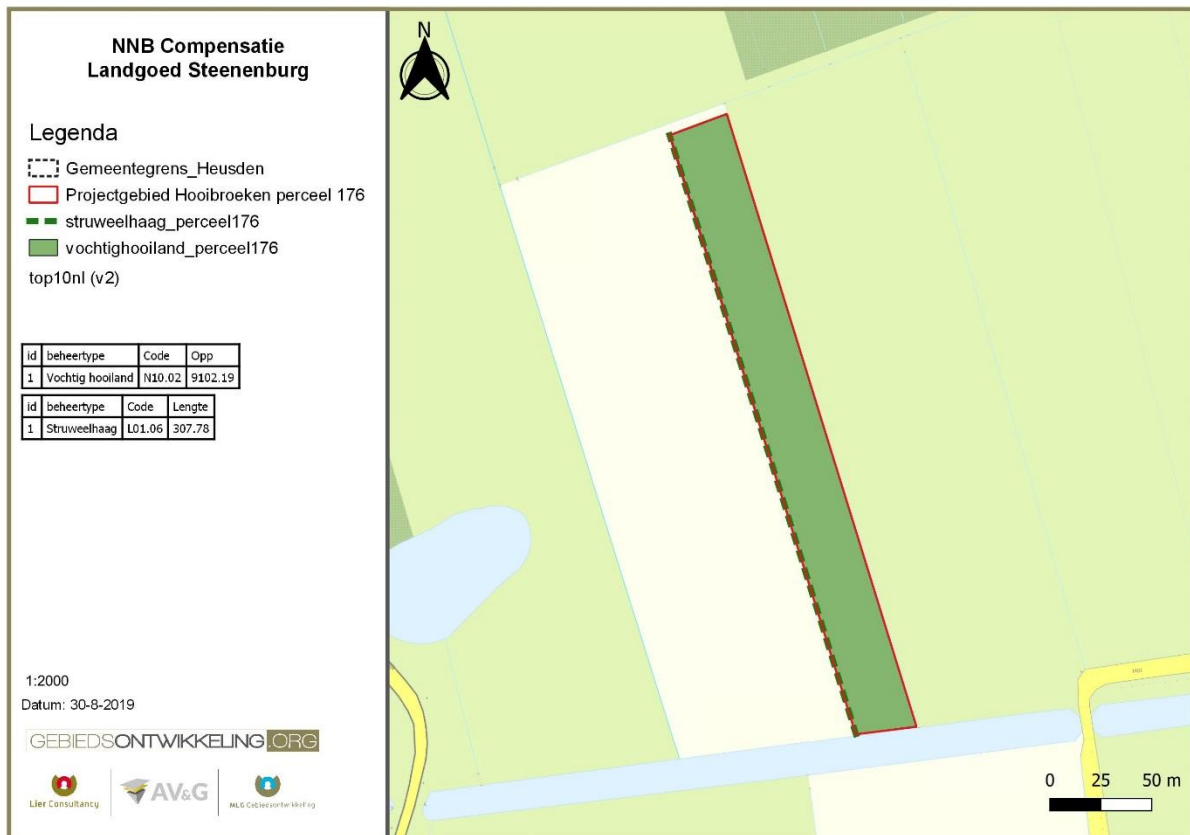 NNB Compensatie
Landgoed Steenenburg
Legenda
Gemeentegrens_Heusden
Projectgebied Hooibroeken perceel 176
struweelhaag_perceel176
vochtighooiland_perceel176
top10nl (v2)
id beheertype Code Opp
1 Vochtig hooiland N10.02 9102.19
id beheertype Code Lengte
1 Struweelhaag L01.06 307.78
1:2000
Datum: 30-8-2019
GEBIEDSONTWIKKELING.ORG
Lier Consultancy
AV&G
MLG Gebiedsontwikkeling
N
0 25 50 m